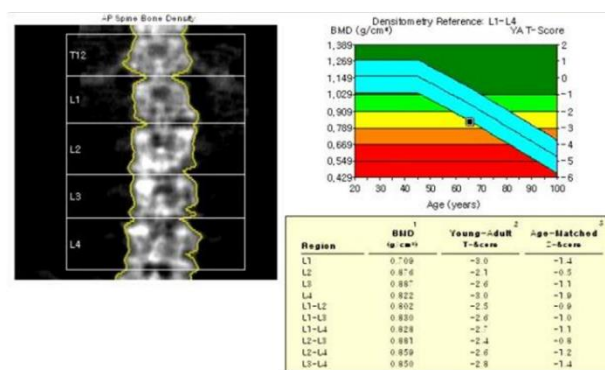 AP Spine Bone Density
T12
L1
L2
L3
L4
Densitometry Reference: L1-L4
BMD (g/cm²) YA T-Score
1,389 2
1,269 1
1,149 0
1,029 -1
0,909 -2
0,789 -3
0,669 -4
0,549 -5
0,429 -6
20 30 40 50 60 70 80 90 100
Age (years)
1 2 3
BMD Young-Adult Age-Matched
Region (g/cm²) T-Score Z-Score
L1 0.709 -3.0 -1.4
L2 0.876 -2.1 -0.5
L3 0.887 -2.6 -1.1
L4 0.822 -3.0 -1.9
L1-L2 0.802 -2.5 -0.9
L1-L3 0.830 -2.6 -1.0
L1-L4 0.828 -2.7 -1.1
L2-L3 0.881 -2.4 -0.8
L2-L4 0.859 -2.6 -1.2
L3-L4 0.850 -2.8 -1.4